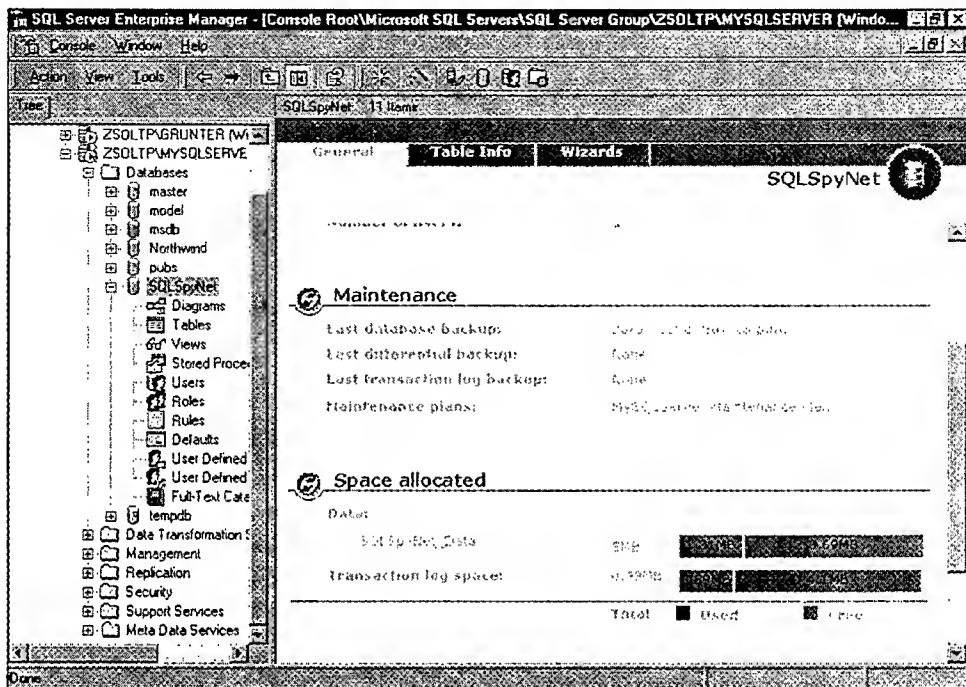 SQL Server Enterprise Manager - [Console Root\Microsoft SQL Servers\SQL Server Group\ZSOLTP\MYSQLSERVER (Windo...
Console Window Help
Action View Tools
Tree
SQLSpyNet 11 Items
ZSOLTP\GRUNTER (Wi
ZSOLTP\MYSQLSERVE
Databases
master
model
msdb
Northwind
pubs
SQLSpyNet
Diagrams
Tables
Views
Stored Proce
Users
Roles
Rules
Defaults
User Defined
User Defined
Full-Text Cata
tempdb
Data Transformation S
Management
Replication
Security
Support Services
Meta Data Services
General Table Info Wizards
SQLSpyNet
Maintenance
Last database backup:
Last differential backup: None
Last transaction log backup: None
Maintenance plans:
Space allocated
Data:
SQLSpyNet_Data
Transaction log space: 0.99MB
Total Used Free
Done